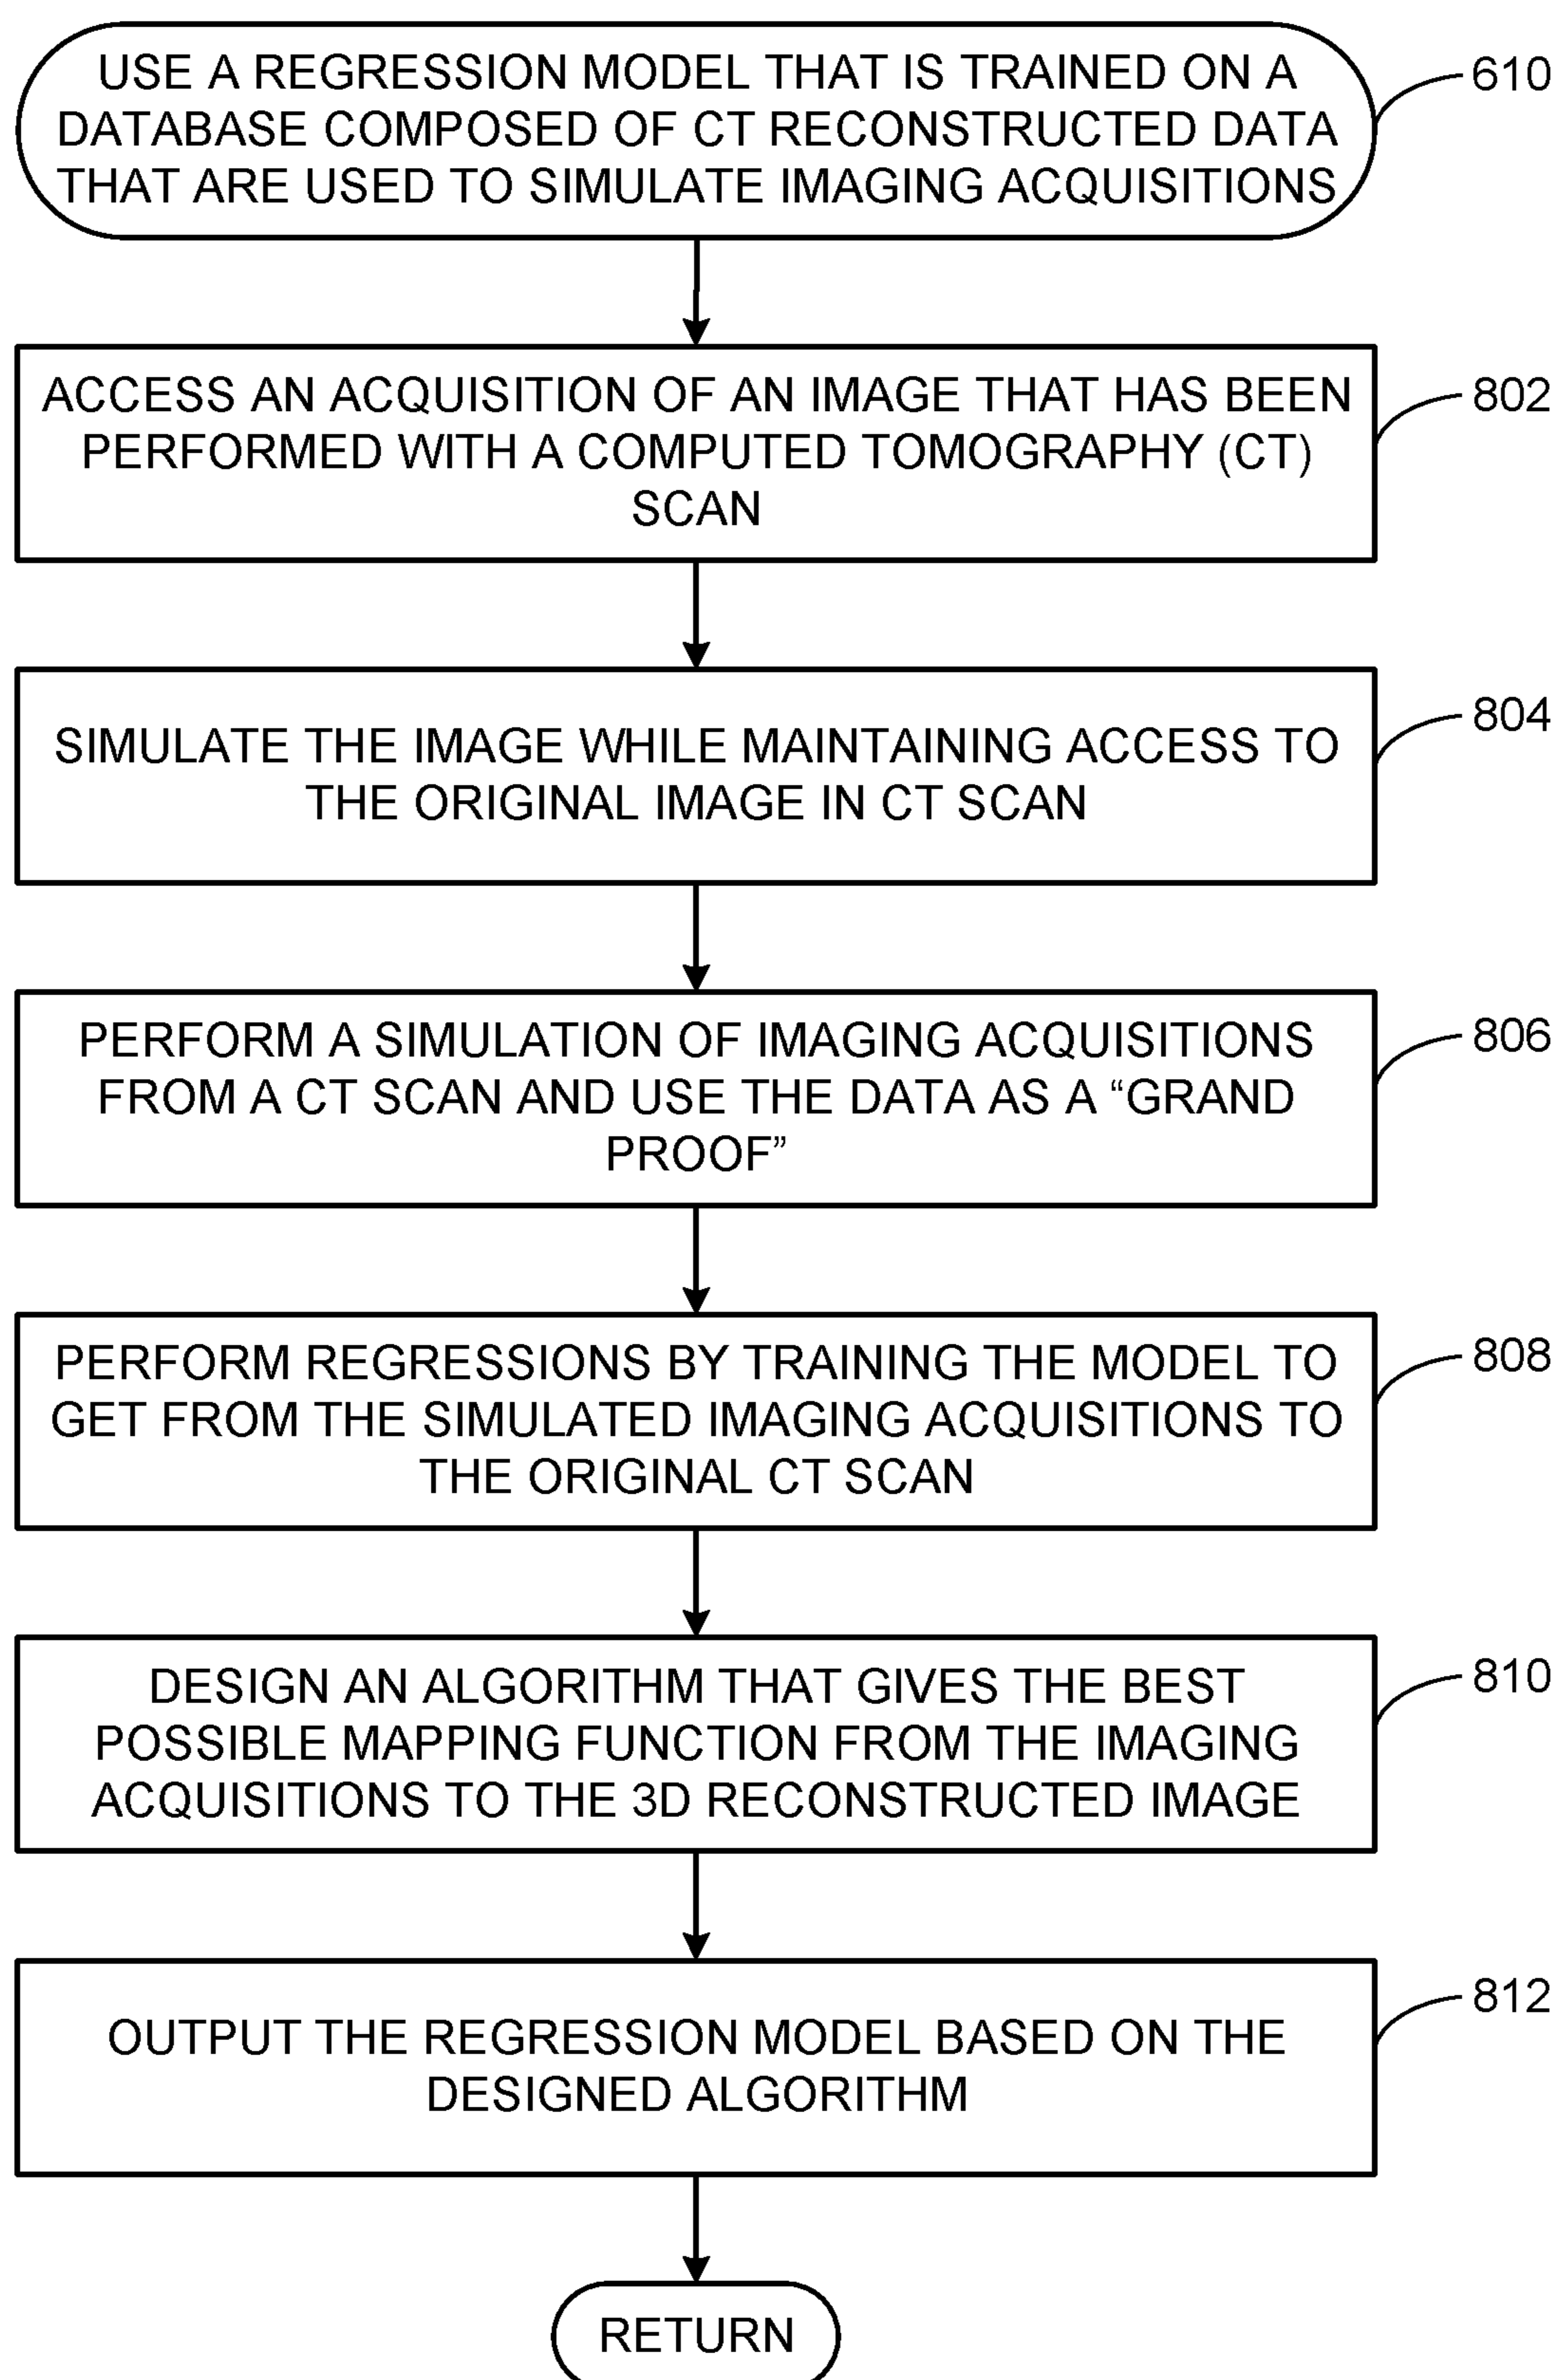 USE A REGRESSION MODEL THAT IS TRAINED ON A
DATABASE COMPOSED OF CT RECONSTRUCTED DATA
THAT ARE USED TO SIMULATE IMAGING ACQUISITIONS
610
ACCESS AN ACQUISITION OF AN IMAGE THAT HAS BEEN
PERFORMED WITH A COMPUTED TOMOGRAPHY (CT)
SCAN
802
SIMULATE THE IMAGE WHILE MAINTAINING ACCESS TO
THE ORIGINAL IMAGE IN CT SCAN
804
PERFORM A SIMULATION OF IMAGING ACQUISITIONS
FROM A CT SCAN AND USE THE DATA AS A “GRAND
PROOF”
806
PERFORM REGRESSIONS BY TRAINING THE MODEL TO
GET FROM THE SIMULATED IMAGING ACQUISITIONS TO
THE ORIGINAL CT SCAN
808
DESIGN AN ALGORITHM THAT GIVES THE BEST
POSSIBLE MAPPING FUNCTION FROM THE IMAGING
ACQUISITIONS TO THE 3D RECONSTRUCTED IMAGE
810
OUTPUT THE REGRESSION MODEL BASED ON THE
DESIGNED ALGORITHM
812
RETURN